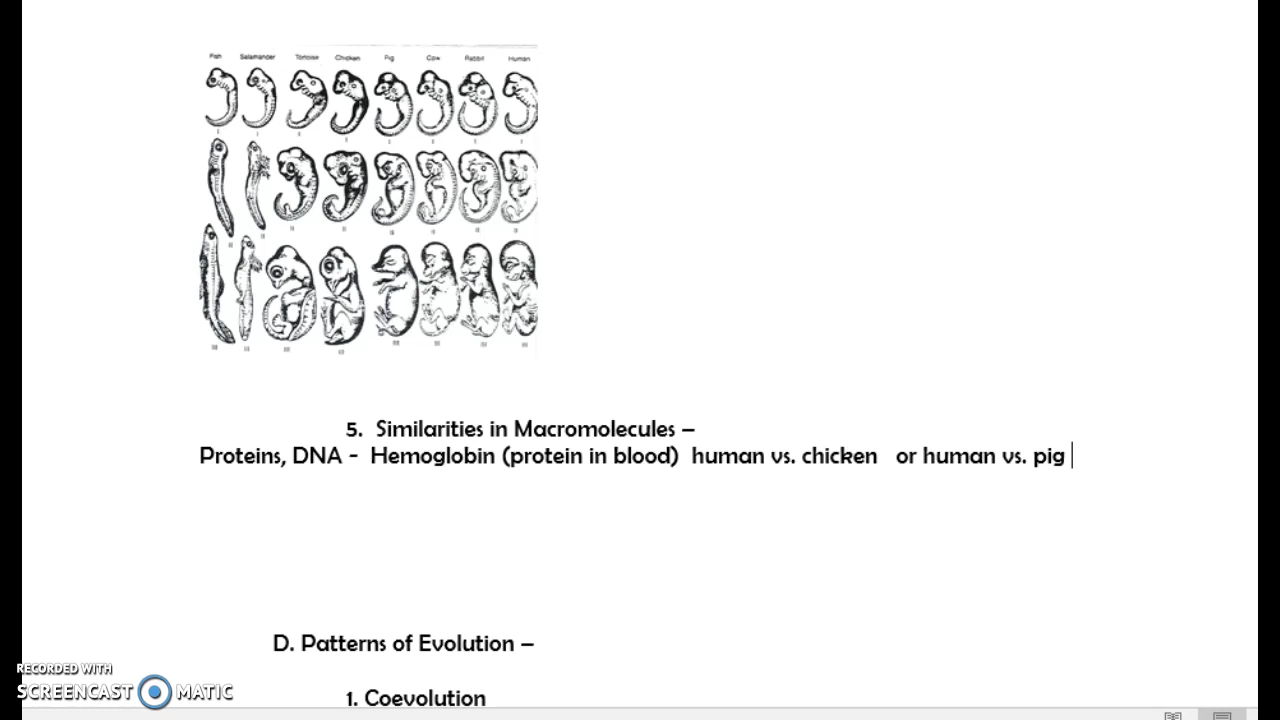 Fish Salamander Tortoise Chicken Pig Cow Rabbit Human
5. Similarities in Macromolecules –
Proteins, DNA - Hemoglobin (protein in blood) human vs. chicken or human vs. pig
D. Patterns of Evolution –
RECORDED WITH
SCREENCAST MATIC
1. Coevolution